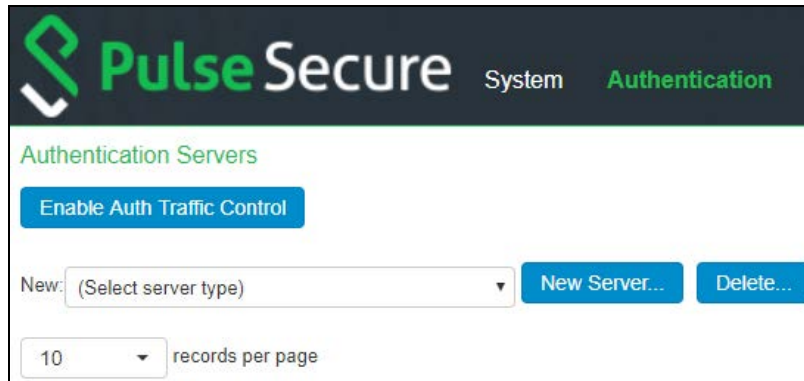 Pulse Secure System Authentication
Authentication Servers
Enable Auth Traffic Control
New: (Select server type) New Server... Delete...
10 records per page